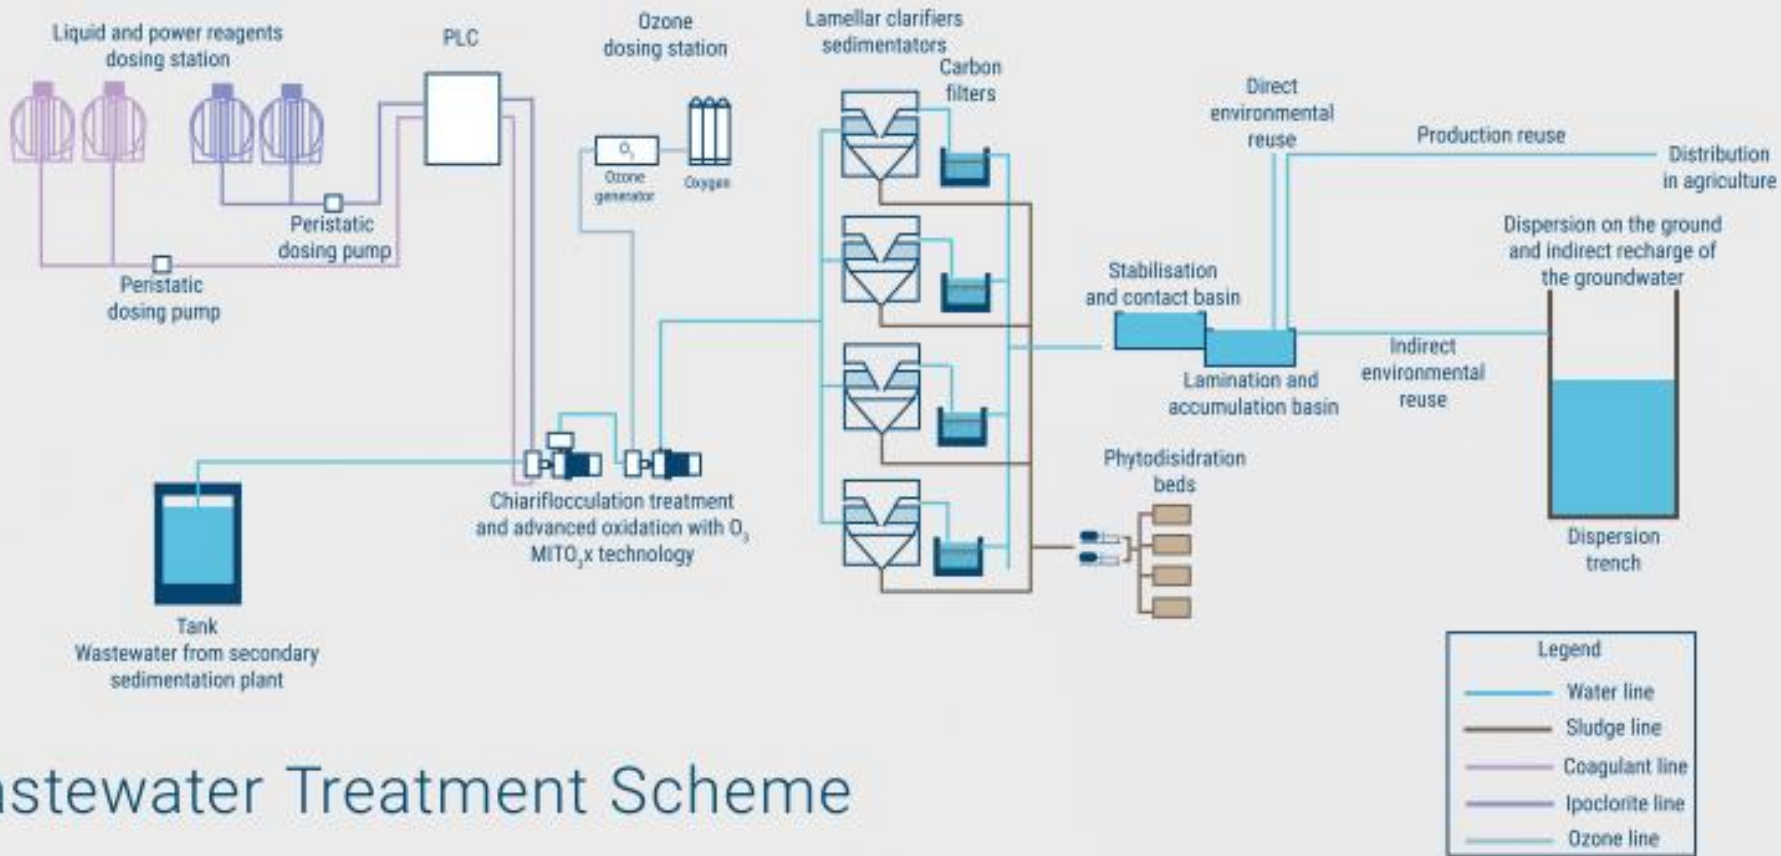 Liquid and power reagents
dosing station
PLC
Ozone
dosing station
Lamellar clarifiers
sedimentators
Carbon
filters
O3
Ozone
generator
Oxygen
Peristatic
dosing pump
Peristatic
dosing pump
Direct
environmental
reuse
Production reuse
Distribution
in agriculture
Dispersion on the ground
and indirect recharge of
the groundwater
Stabilisation
and contact basin
Lamination and
accumulation basin
Indirect
environmental
reuse
Chiariflocculation treatment
and advanced oxidation with O3
MITO3x technology
Phytodisidration
beds
Dispersion
trench
Tank
Wastewater from secondary
sedimentation plant
Legend
Water line
Sludge line
Coagulant line
Ipoclorite line
Ozone line
astewater Treatment Scheme